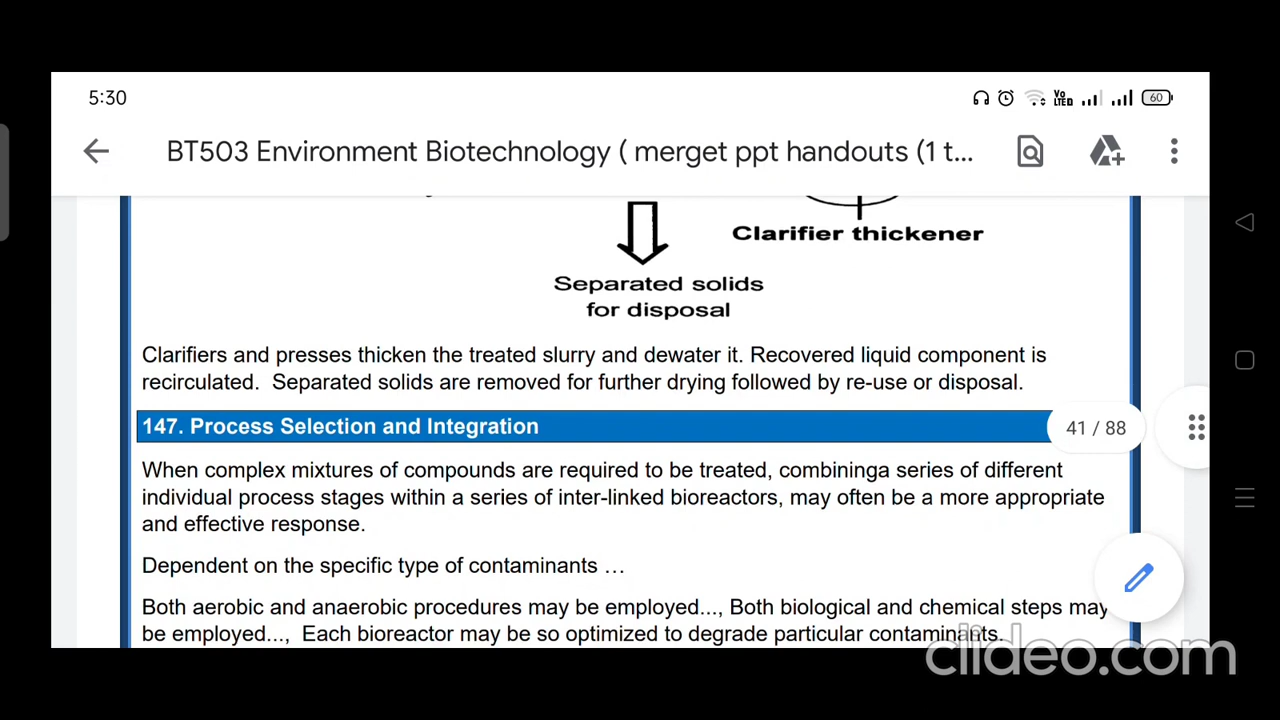 5:30
Vo
LTED
60
BT503 Environment Biotechnology ( merget ppt handouts (1 t...
Clarifier thickener
Separated solids
for disposal
Clarifiers and presses thicken the treated slurry and dewater it. Recovered liquid component is
recirculated. Separated solids are removed for further drying followed by re-use or disposal.
147. Process Selection and Integration
41 / 88
When complex mixtures of compounds are required to be treated, combininga series of different
individual process stages within a series of inter-linked bioreactors, may often be a more appropriate
and effective response.
Dependent on the specific type of contaminants …
Both aerobic and anaerobic procedures may be employed..., Both biological and chemical steps may
be employed..., Each bioreactor may be so optimized to degrade particular contaminants.
clideo.com